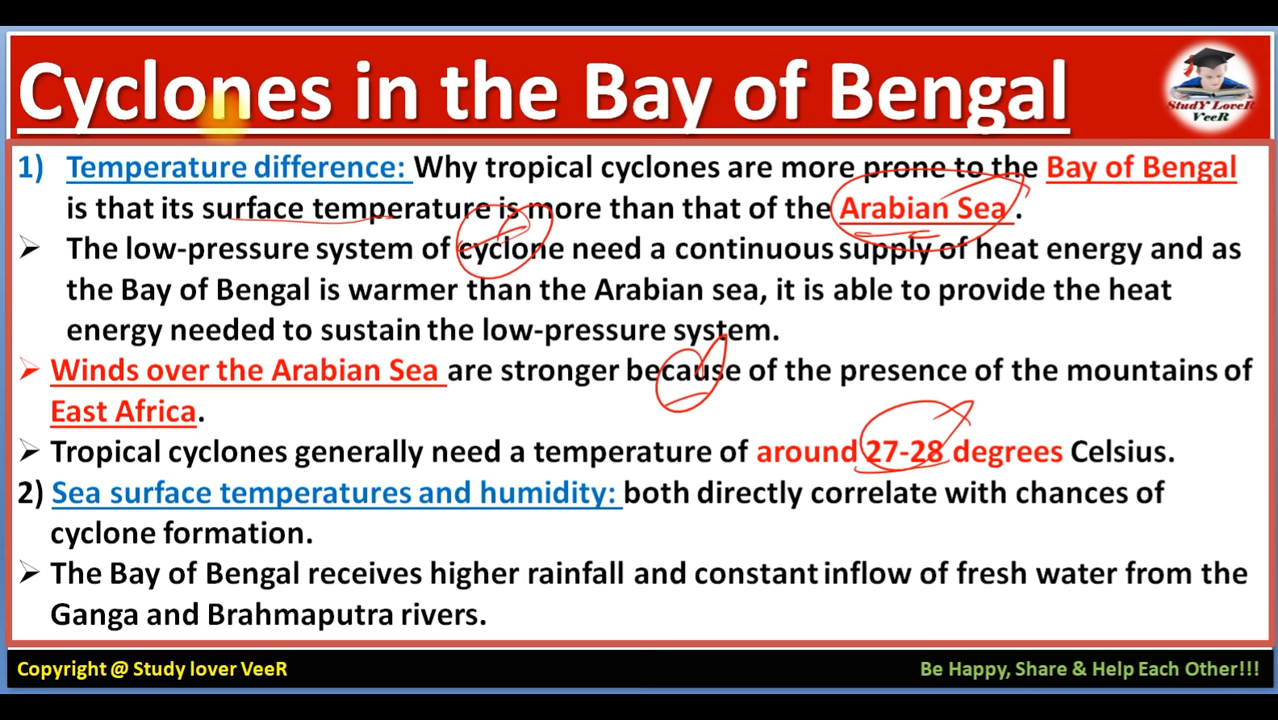 Cyclones in the Bay of Bengal
StudY LoveR
VeeR
1) Temperature difference: Why tropical cyclones are more prone to the Bay of Bengal
is that its surface temperature is more than that of the Arabian Sea .
➢ The low-pressure system of cyclone need a continuous supply of heat energy and as
the Bay of Bengal is warmer than the Arabian sea, it is able to provide the heat
energy needed to sustain the low-pressure system.
➢ Winds over the Arabian Sea are stronger because of the presence of the mountains of
East Africa.
➢ Tropical cyclones generally need a temperature of around 27-28 degrees Celsius.
2) Sea surface temperatures and humidity: both directly correlate with chances of
cyclone formation.
➢ The Bay of Bengal receives higher rainfall and constant inflow of fresh water from the
Ganga and Brahmaputra rivers.
Copyright @ Study lover VeeR
Be Happy, Share & Help Each Other!!!